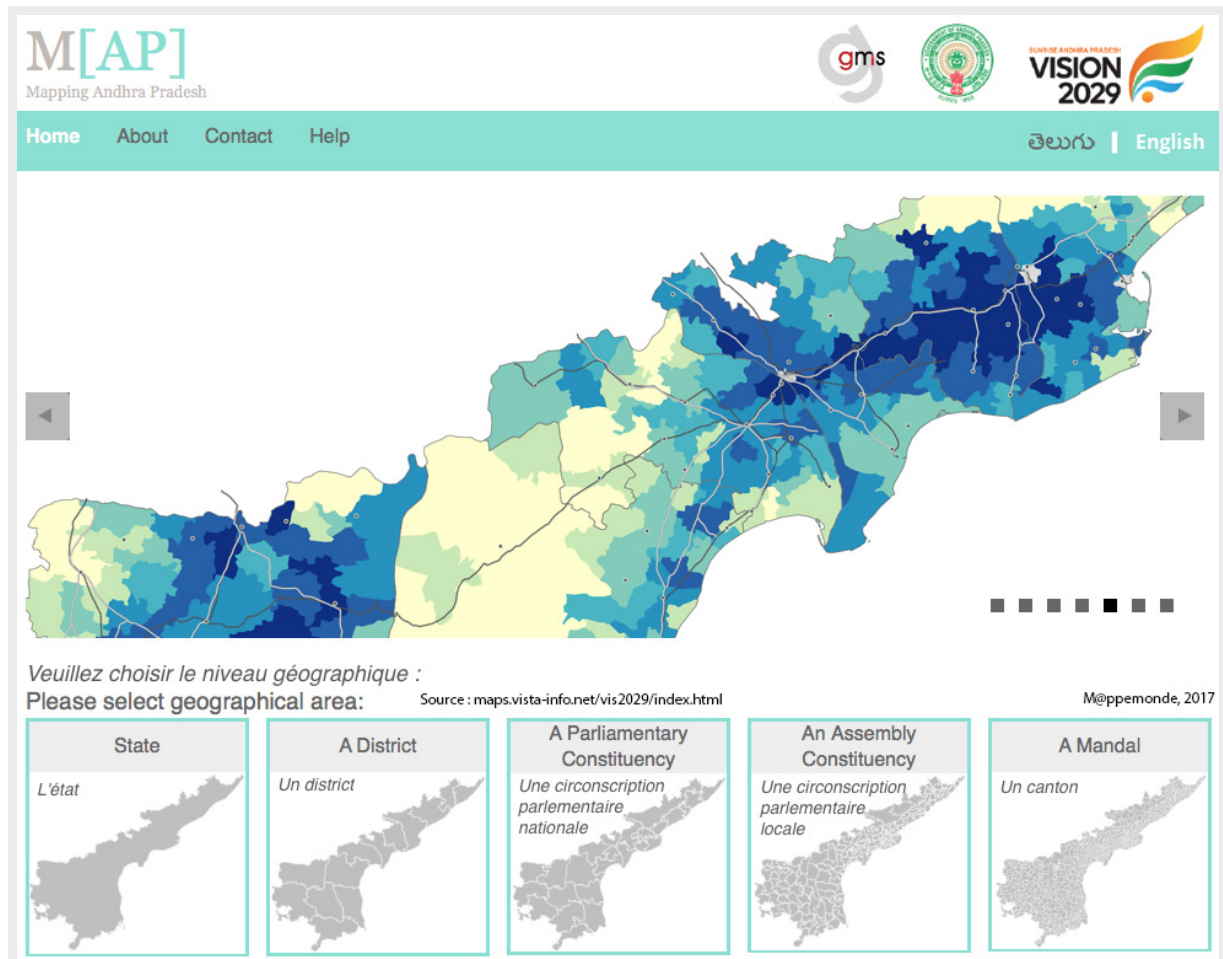 M[AP]
Mapping Andhra Pradesh
gms
SUNRISE ANDHRA PRADESH
VISION
2029
Home About Contact Help
తెలుగు | English
Veuillez choisir le niveau géographique :
Please select geographical area:
Source : maps.vista-info.net/vis2029/index.html
M@ppemonde, 2017
State
L'état
A District
Un district
A Parliamentary
Constituency
Une circonscription
parlementaire
nationale
An Assembly
Constituency
Une circonscription
parlementaire
locale
A Mandal
Un canton